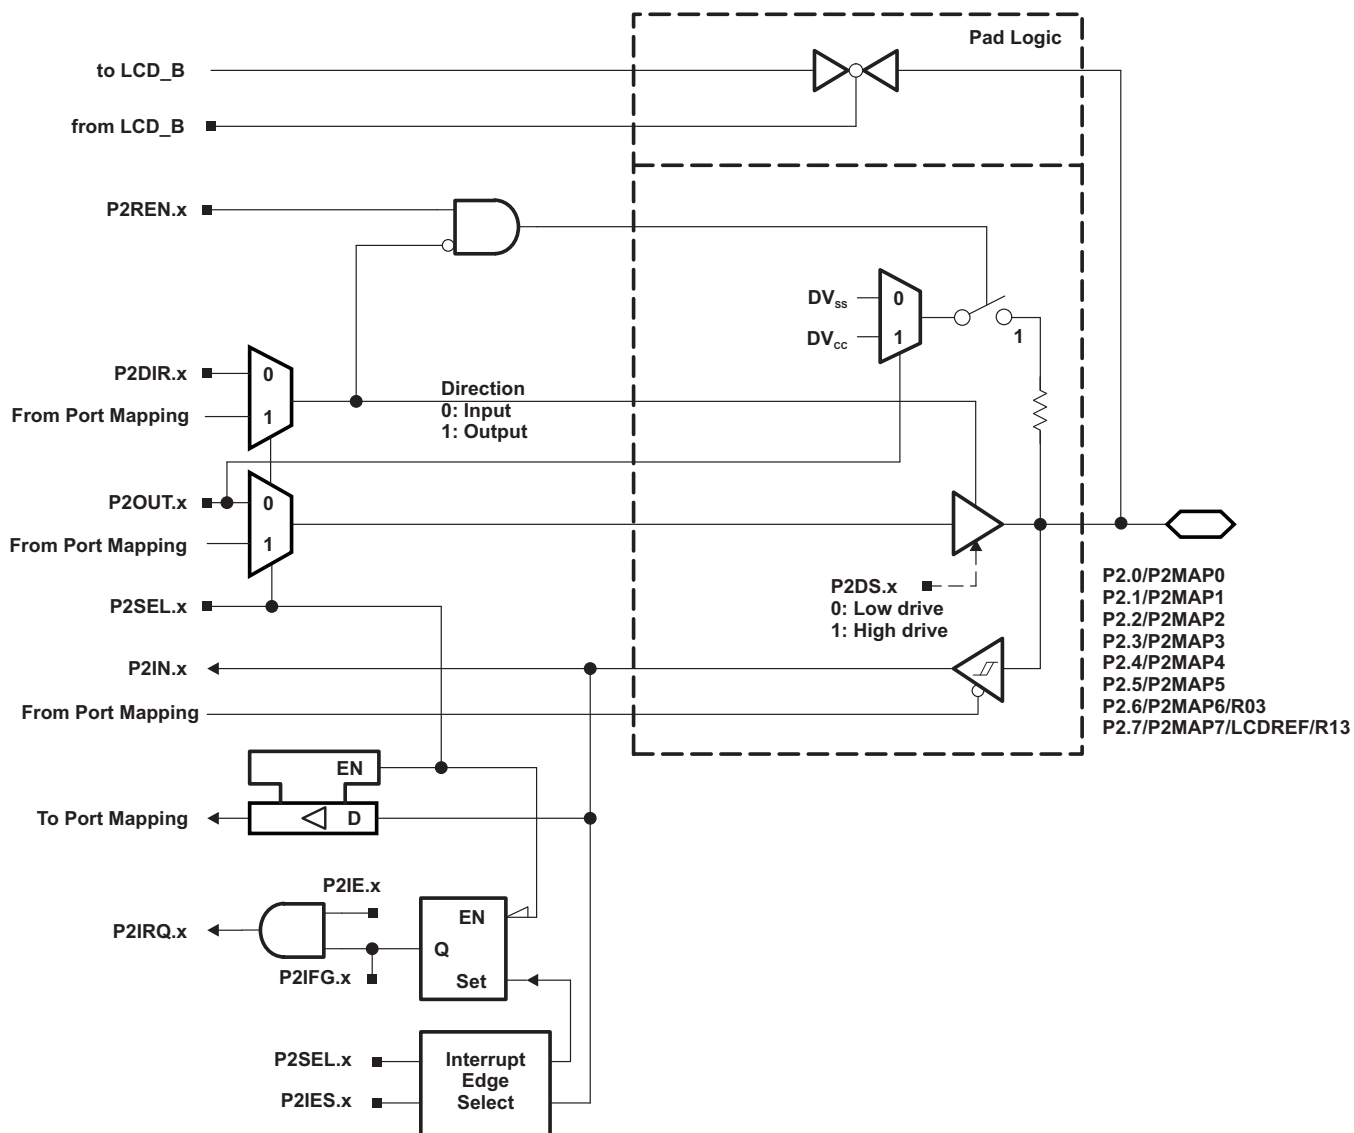 Pad Logic
to LCD_B
from LCD_B
P2REN.x
DVSS
0
DVCC
1
1
P2DIR.x
0
From Port Mapping
1
Direction
0: Input
1: Output
P2OUT.x
0
From Port Mapping
1
P2DS.x
0: Low drive
1: High drive
P2SEL.x
P2.0/P2MAP0
P2.1/P2MAP1
P2.2/P2MAP2
P2.3/P2MAP3
P2.4/P2MAP4
P2.5/P2MAP5
P2.6/P2MAP6/R03
P2.7/P2MAP7/LCDREF/R13
P2IN.x
From Port Mapping
EN
To Port Mapping
D
P2IE.x
EN
P2IRQ.x
Q
P2IFG.x
Set
P2SEL.x
P2IES.x
Interrupt
Edge
Select